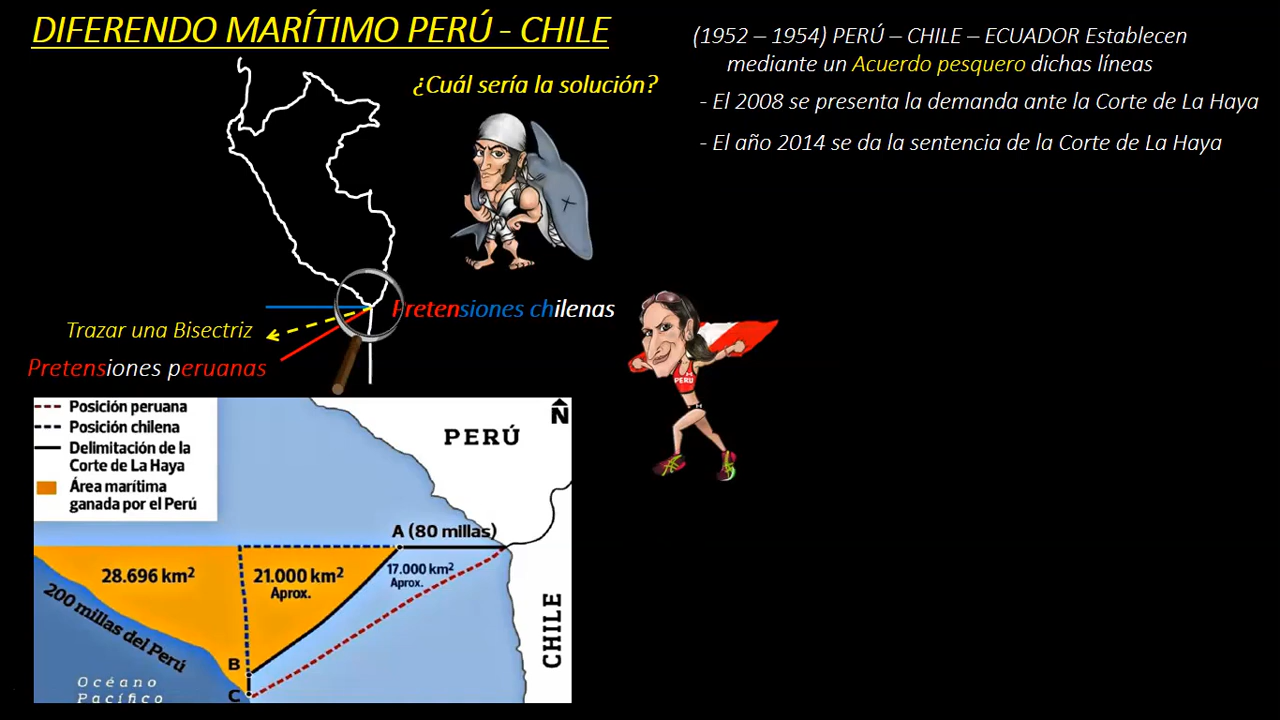 DIFERENDO MARÍTIMO PERÚ - CHILE
¿Cuál sería la solución?
(1952 – 1954) PERÚ – CHILE – ECUADOR Establecen
mediante un Acuerdo pesquero dichas líneas
- El 2008 se presenta la demanda ante la Corte de La Haya
- El año 2014 se da la sentencia de la Corte de La Haya
Pretensiones chilenas
Trazar una Bisectriz
Pretensiones peruanas
PERÚ
Posición peruana
Posición chilena
Delimitación de la
Corte de La Haya
Área marítima
ganada por el Perú
N
PERÚ
A (80 millas)
28.696 km²
21.000 km²
Aprox.
17.000 km²
Aprox.
200 millas del Perú
CHILE
B
C
Océano
Pacífico